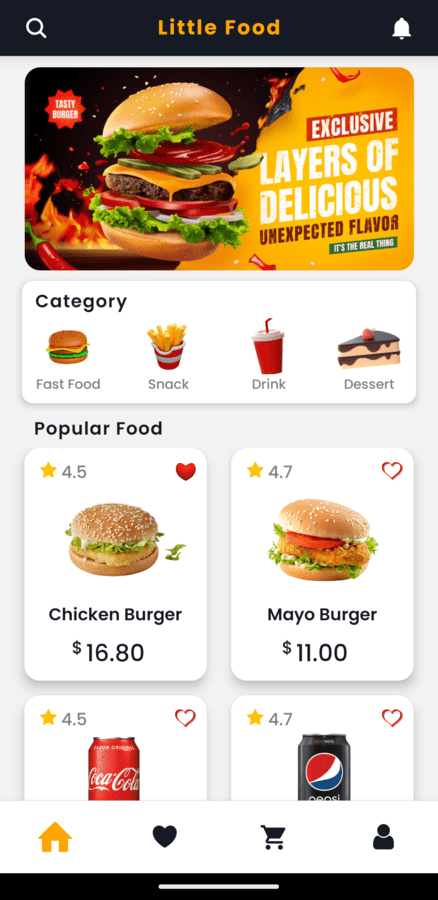 Little Food
TASTY
BURGER
EXCLUSIVE
LAYERS OF
DELICIOUS
UNEXPECTED FLAVOR
IT'S THE REAL THING
Category
Fast Food
Snack
Drink
Dessert
Popular Food
4.5
4.7
Chicken Burger
Mayo Burger
$16.80
$11.00
4.5
4.7
SABOR ORIGINAL
Coca-Cola
pepsi